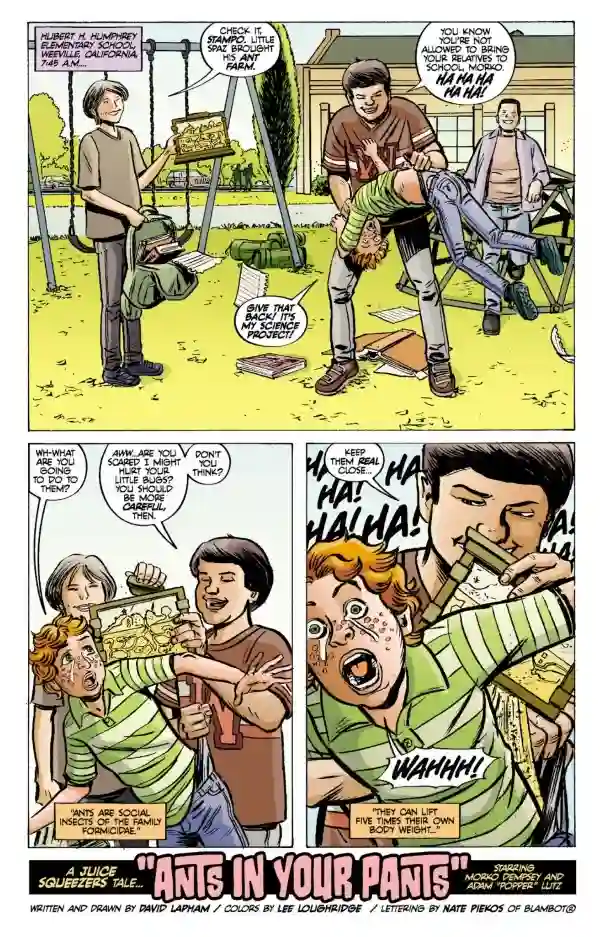 HUBERT H. HUMPHREY
ELEMENTARY SCHOOL,
WEEVILLE, CALIFORNIA,
7:45 A.M....
CHECK IT,
STAMPO. LITTLE
SPAZ BROUGHT
HIS ANT
FARM.
YOU KNOW
YOU'RE NOT
ALLOWED TO BRING
YOUR RELATIVES TO
SCHOOL, MORKO.
HA HA HA
HA HA!
GIVE THAT
BACK! IT'S
MY SCIENCE
PROJECT!
WH-WHAT
ARE YOU
GOING
TO DO TO
THEM?
AWW...ARE YOU
SCARED I MIGHT
HURT YOUR
LITTLE BUGS?
YOU SHOULD
BE MORE
CAREFUL,
THEN.
DON'T
YOU
THINK?
"ANTS ARE SOCIAL
INSECTS OF THE FAMILY
FORMICIDAE."
KEEP
THEM REAL
CLOSE...
HA HA
HA!
HA! HA! HA!
WAHHH!
"THEY CAN LIFT
FIVE TIMES THEIR OWN
BODY WEIGHT..."
A JUICE
SQUEEZERS TALE...
"ANTS IN YOUR PANTS"
STARRING
MORKO DEMPSEY AND
ADAM "POPPER" LUTZ
WRITTEN AND DRAWN BY DAVID LAPHAM / COLORS BY LEE LOUGHRIDGE / LETTERING BY NATE PIEKOS OF BLAMBOT®